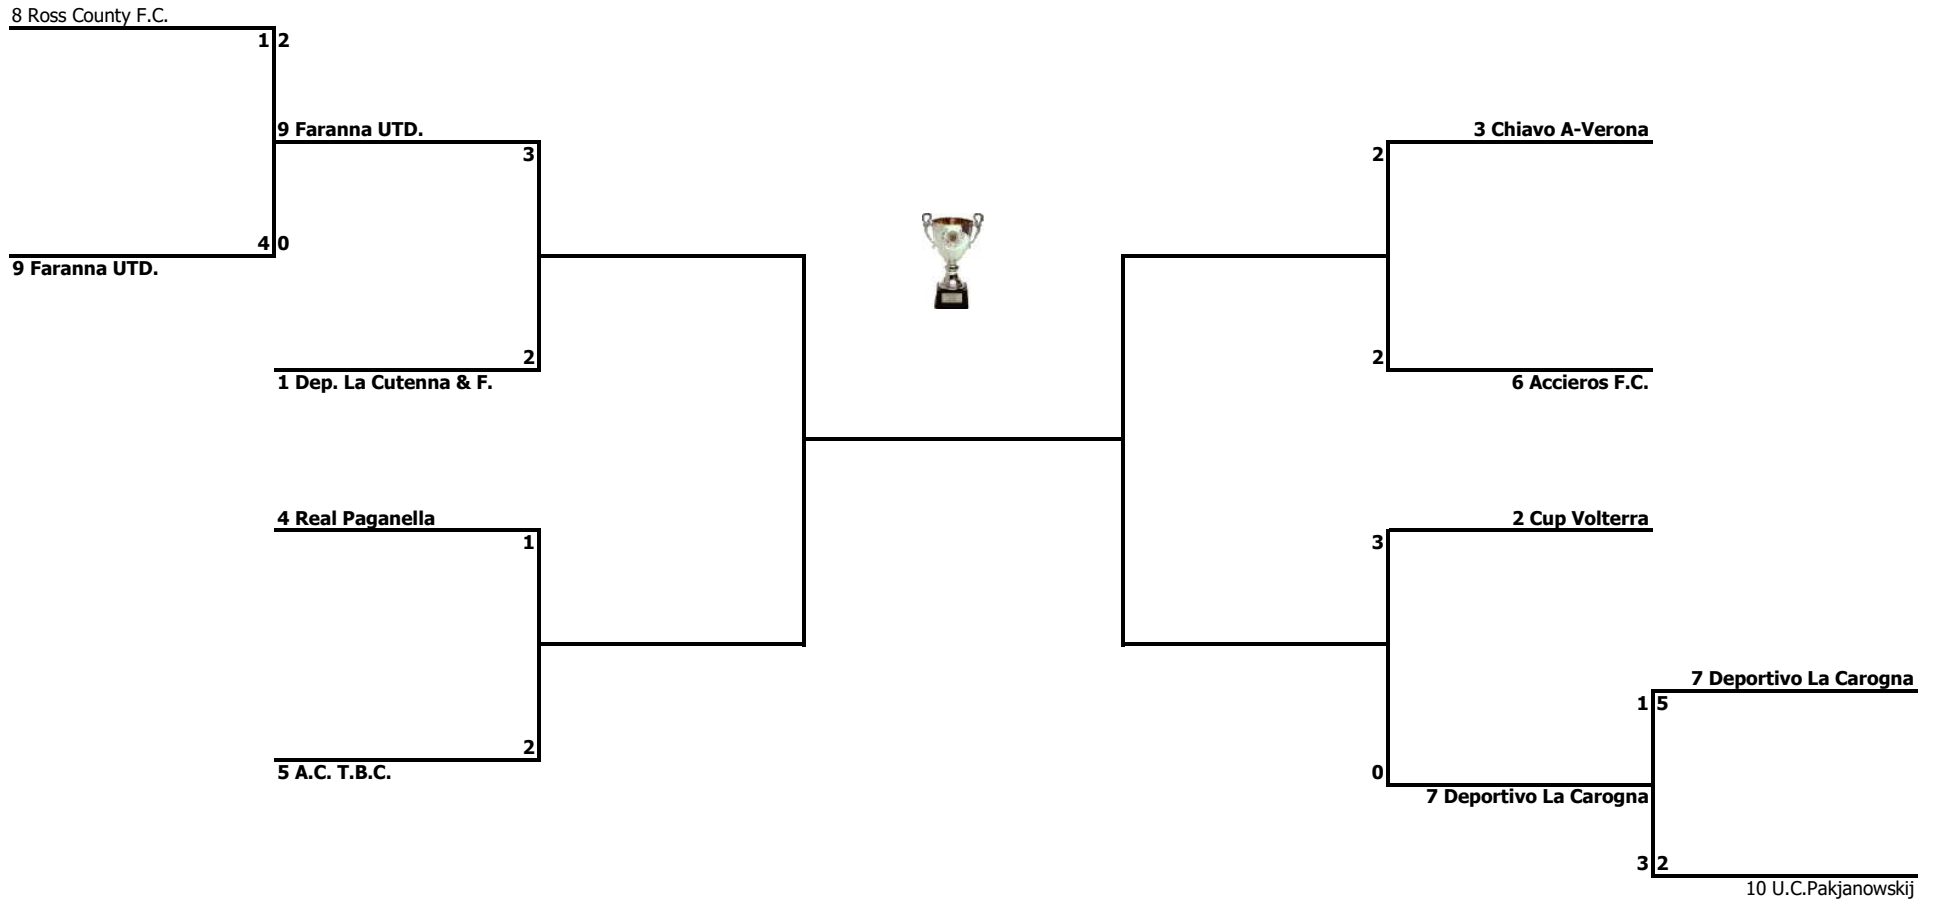 8 Ross County F.C.
1 2
9 Faranna UTD.
3
3 Chiavo A-Verona
2
4 0
9 Faranna UTD.
2
1 Dep. La Cutenna & F.
2
6 Accieros F.C.
4 Real Paganella
1
2 Cup Volterra
3
7 Deportivo La Carogna
1 5
2
5 A.C. T.B.C.
0
7 Deportivo La Carogna
3 2
10 U.C.Pakjanowskij